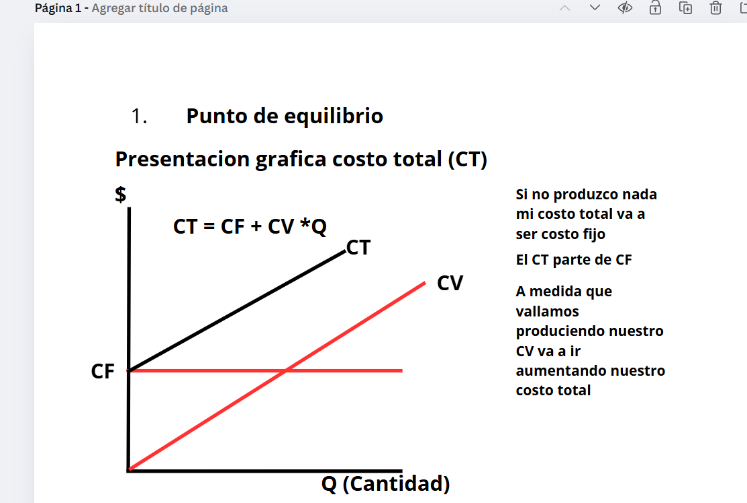 Página 1 - Agregar título de página
1. Punto de equilibrio
Presentacion grafica costo total (CT)
$
CT = CF + CV *Q
CT
CV
CF
Q (Cantidad)
Si no produzco nada
mi costo total va a
ser costo fijo
El CT parte de CF
A medida que
vallamos
produciendo nuestro
CV va a ir
aumentando nuestro
costo total